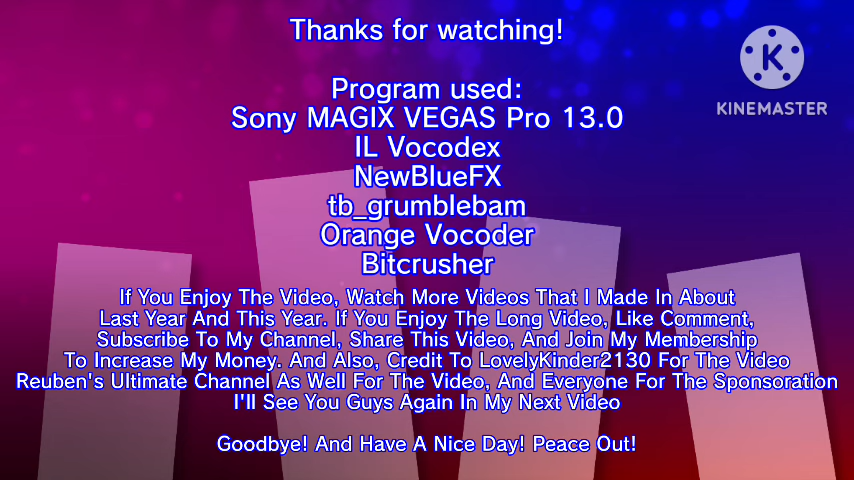 Thanks for watching!
K
KINEMASTER
Program used:
Sony MAGIX VEGAS Pro 13.0
IL Vocodex
NewBlueFX
tb_grumblebam
Orange Vocoder
Bitcrusher
If You Enjoy The Video, Watch More Videos That I Made In About
Last Year And This Year. If You Enjoy The Long Video, Like Comment,
Subscribe To My Channel, Share This Video, And Join My Membership
To Increase My Money. And Also, Credit To LovelyKinder2130 For The Video
Reuben's Ultimate Channel As Well For The Video, And Everyone For The Sponsoration
I'll See You Guys Again In My Next Video
Goodbye! And Have A Nice Day! Peace Out!